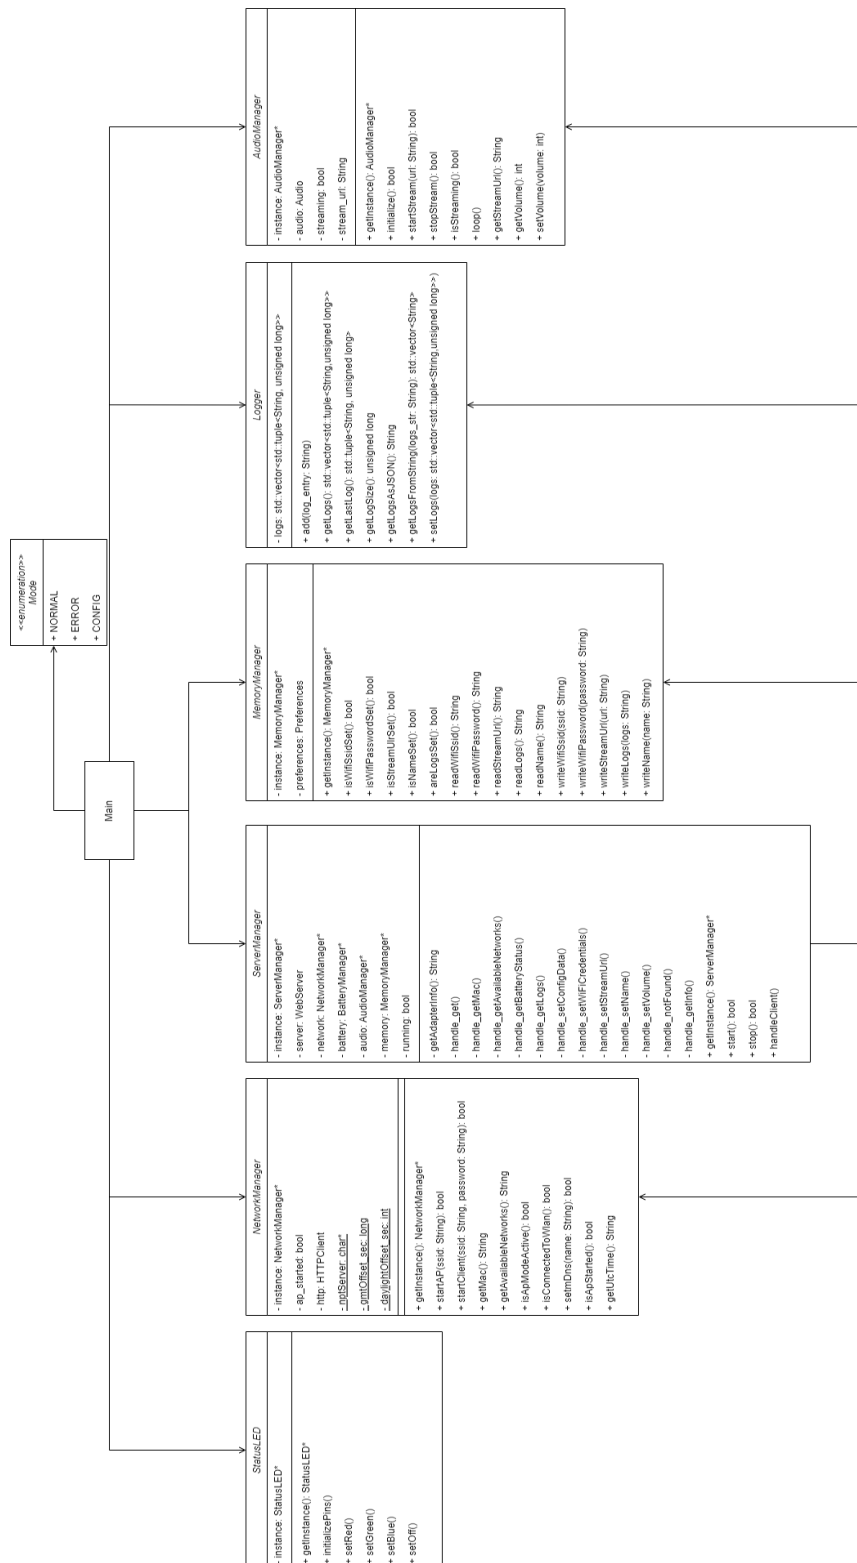 <<enumeration>>
Mode
+ NORMAL
+ ERROR
+ CONFIG
Main
StatusLED
- instance: StatusLED*
+ getInstance(): StatusLED*
+ initializePins()
+ setRed()
+ setGreen()
+ setBlue()
+ setOff()
NetworkManager
- instance: NetworkManager*
- ap_started: bool
- http: HTTPClient
- nptServer: char*
- gmtOffset_sec: long
- daylightOffset_sec: int
+ getInstance(): NetworkManager*
+ startAP(ssid: String): bool
+ startClient(ssid: String, password: String): bool
+ getMac(): String
+ getAvailableNetworks(): String
+ isApModeActive(): bool
+ isConnectedToWlan(): bool
+ setmDns(name: String): bool
+ isApStarted(): bool
+ getUtcTime(): String
ServerManager
- instance: ServerManager*
- server: WebServer
- network: NetworkManager*
- battery: BatteryManager*
- audio: AudioManager*
- memory: MemoryManager*
- running: bool
- getAdapterInfo(): String
- handle_get()
- handle_getMac()
- handle_getAvailableNetworks()
- handle_getBatteryStatus()
- handle_getLogs()
- handle_setConfigData()
- handle_setWiFiCredentials()
- handle_setStreamUrl()
- handle_setName()
- handle_setVolume()
- handle_notFound()
- handle_getInfo()
+ getInstance(): ServerManager*
+ start(): bool
+ stop(): bool
+ handleClient()
MemoryManager
- instance: MemoryManager*
- preferences: Preferences
+ getInstance(): MemoryManager*
+ isWifiSsidSet(): bool
+ isWifiPasswordSet(): bool
+ isStreamUlrSet(): bool
+ isNameSet(): bool
+ areLogsSet(): bool
+ readWifiSsid(): String
+ readWifiPassword(): String
+ readStreamUrl(): String
+ readLogs(): String
+ readName(): String
+ writeWifiSsid(ssid: String)
+ writeWifiPassword(password: String)
+ writeStreamUrl(url: String)
+ writeLogs(logs: String)
+ writeName(name: String)
Logger
- logs: std::vector<std::tuple<String, unsigned long>>
+ add(log_entry: String)
+ getLogs(): std::vector<std::tuple<String,unsigned long>>
+ getLastLog(): std::tuple<String, unsigned long>
+ getLogSize(): unsigned long
+ getLogsAsJSON(): String
+ getLogsFromString(logs_str: String): std::vector<String>
+ setLogs(logs: std::vector<std::tuple<String,unsigned long>>)
AudioManager
- instance: AudioManager*
- audio: Audio
- streaming: bool
- stream_url: String
+ getInstance(): AudioManager*
+ initialize(): bool
+ startStream(url: String): bool
+ stopStream(): bool
+ isStreaming(): bool
+ loop()
+ getStreamUrl(): String
+ getVolume(): int
+ setVolume(volume: int)